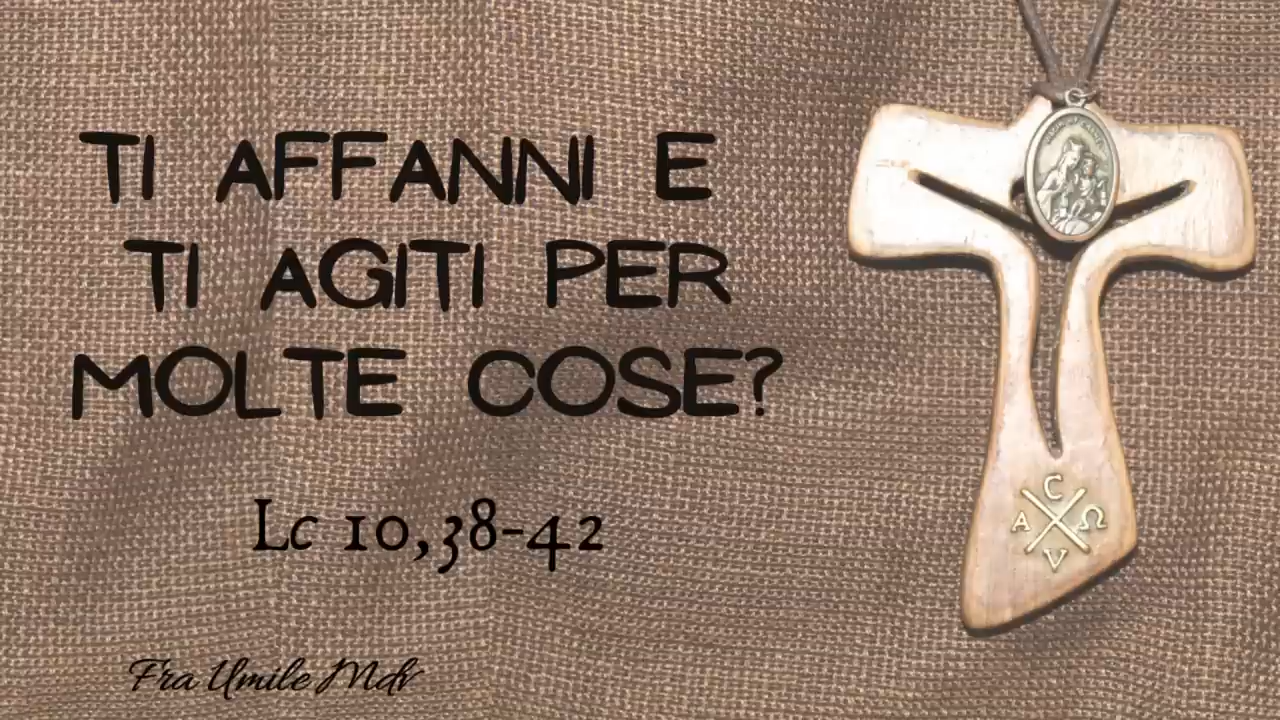 TI AFFANNI E
TI AGITI PER
MOLTE COSE?
Lc 10,38-42
Fra Umile Mdv
C
A Ω
V